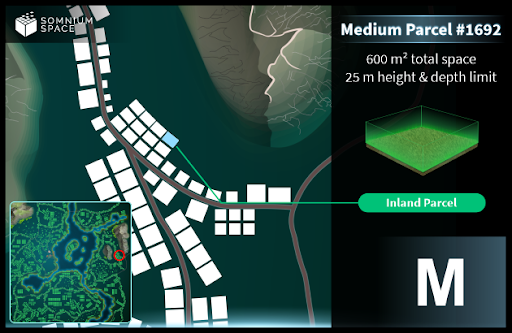 SOMNIUM
SPACE
Medium Parcel #1692
600 m² total space
25 m height & depth limit
Inland Parcel
M